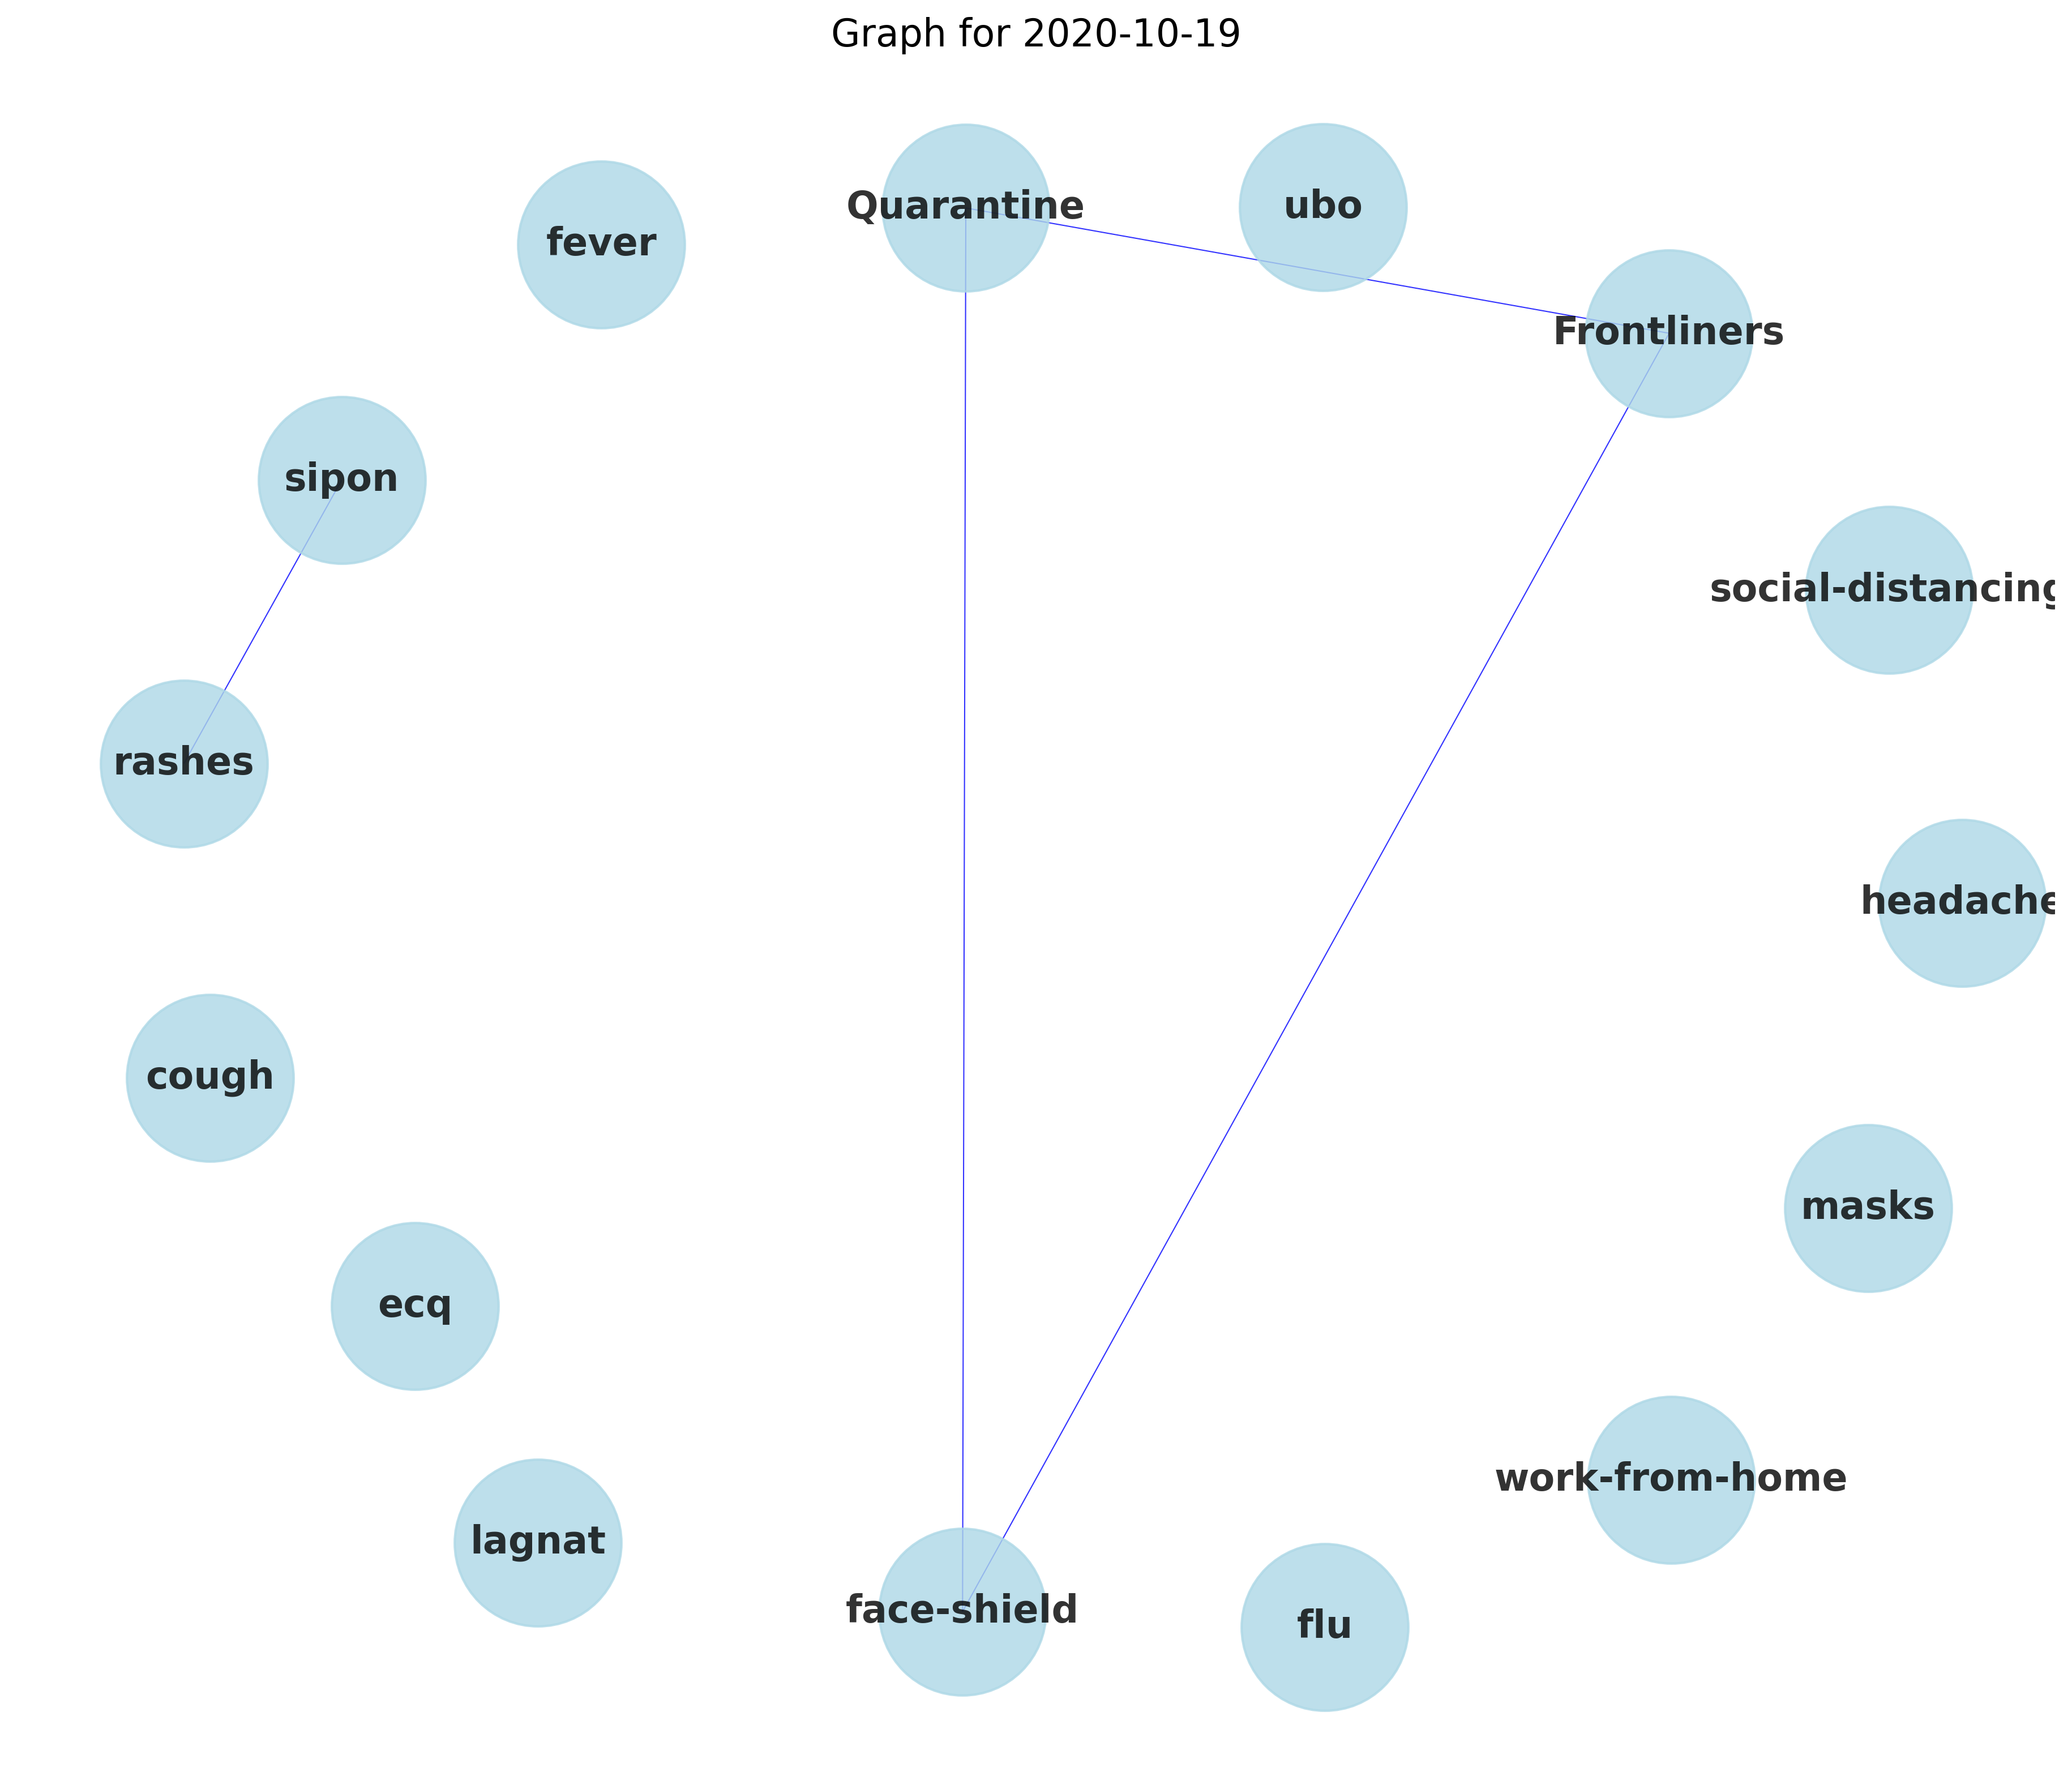 Graph for 2020-10-19
Quarantine
ubo
fever
Frontliners
sipon
social-distancing
rashes
headache
cough
masks
ecq
work-from-home
lagnat
face-shield
flu